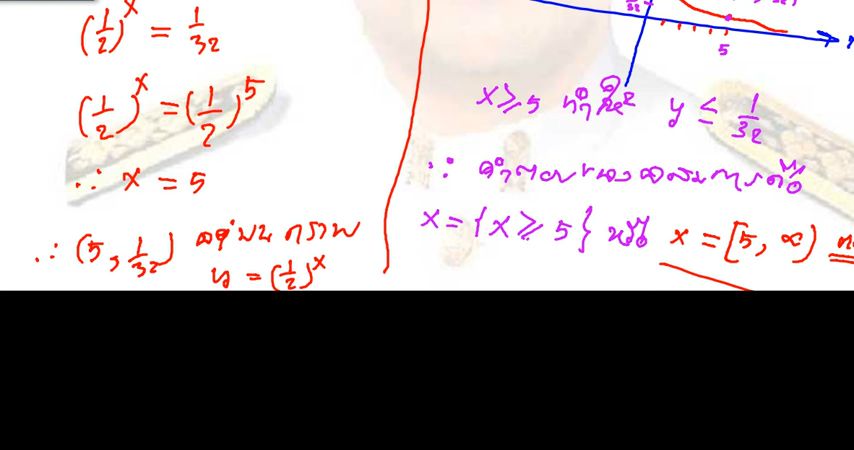 (1/2)^x = 1/32
(1/2)^x = (1/2)^5
∴ x = 5
∴ (5, 1/32) อยู่บน กราฟ
y = (1/2)^x
1/32
5
x ≥ 5 ทำให้ y ≤ 1/32
∵ คำตอบของอสมการคือ
x = {x ≥ 5} หรือ x = [5, ∞)